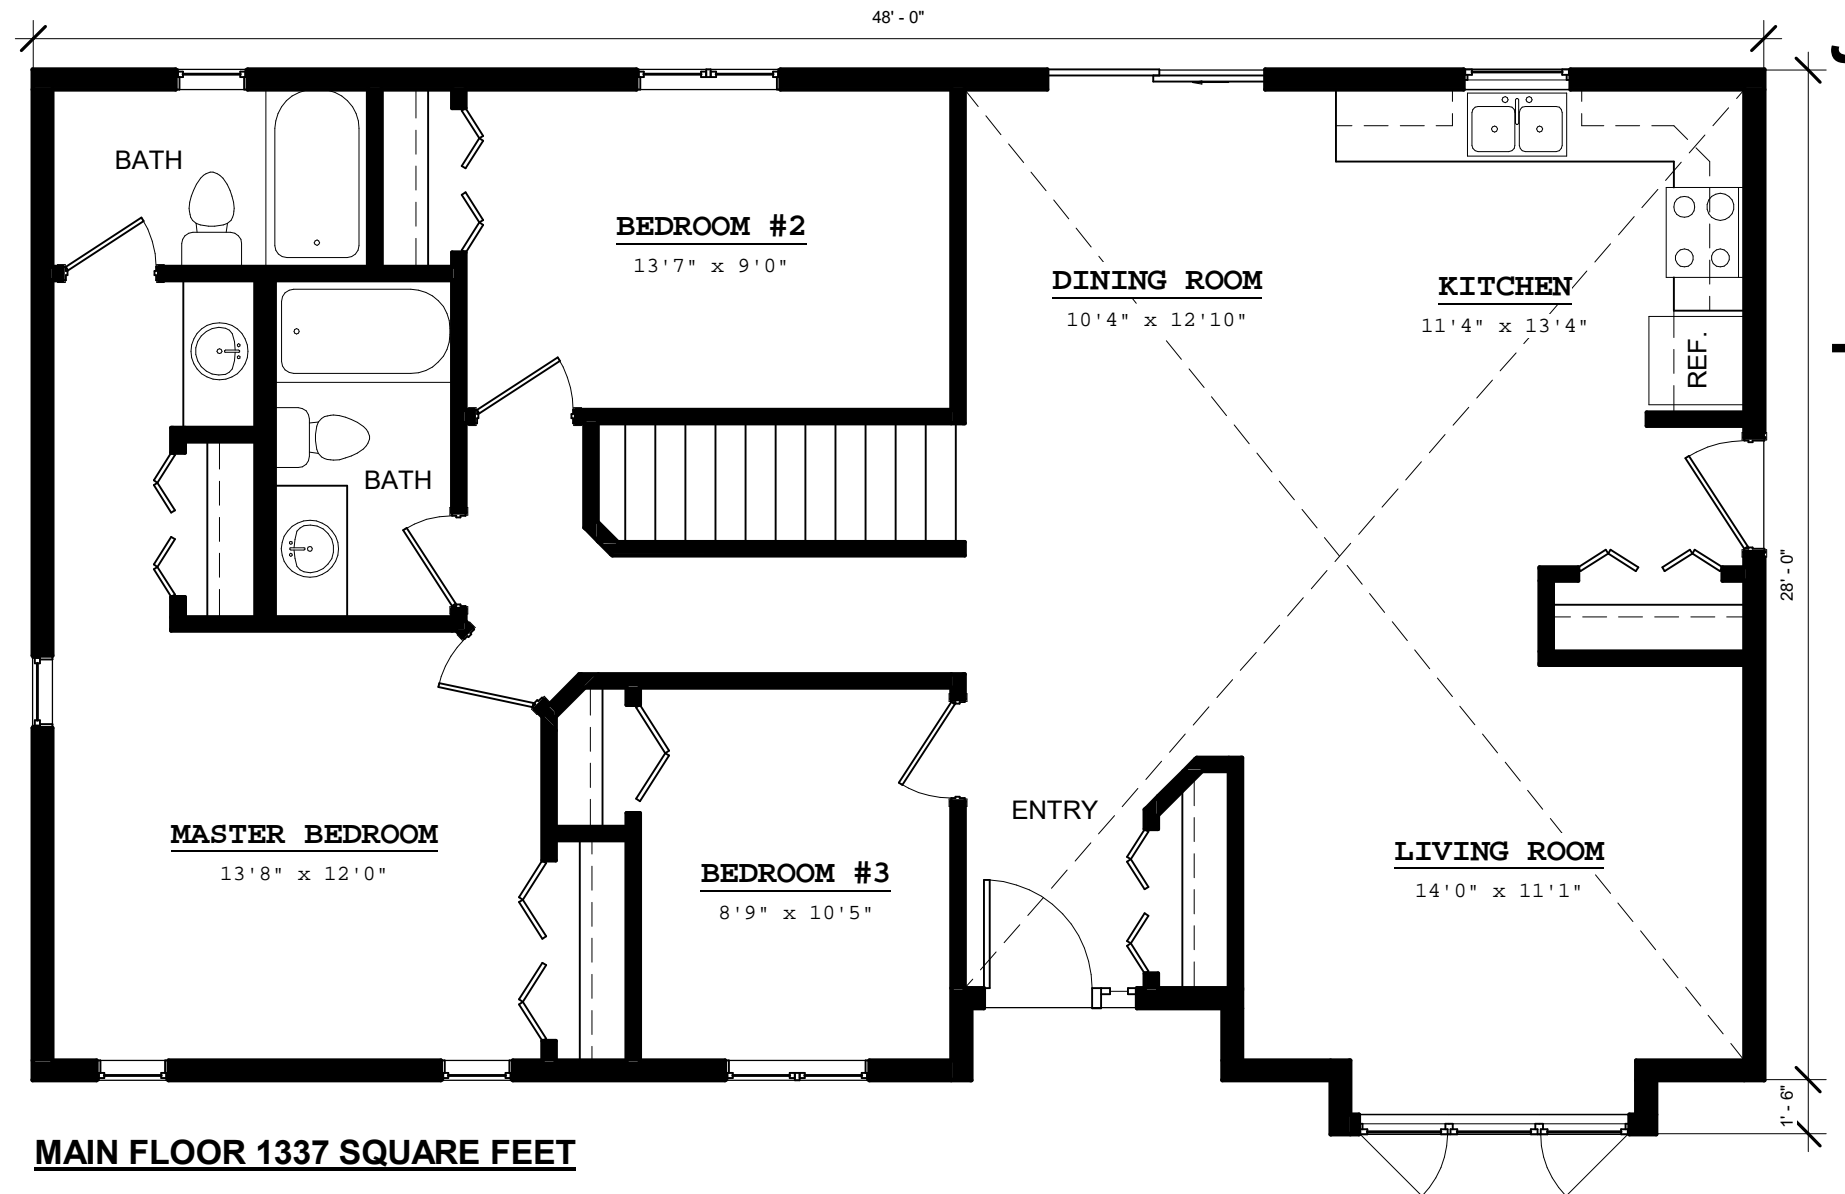 48' - 0"
BATH
BEDROOM #2
13'7" x 9'0"
DINING ROOM
10'4" x 12'10"
KITCHEN
11'4" x 13'4"
REF.
BATH
28' - 0"
ENTRY
MASTER BEDROOM
13'8" x 12'0"
BEDROOM #3
8'9" x 10'5"
LIVING ROOM
14'0" x 11'1"
1' - 6"
MAIN FLOOR 1337 SQUARE FEET